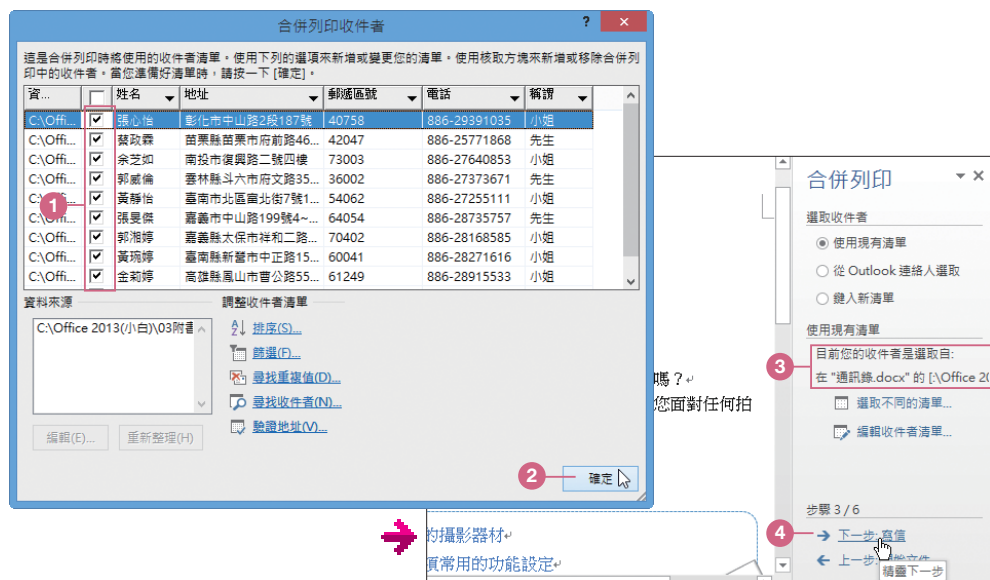 合併列印收件者
? ×
這是合併列印時將使用的收件者清單。使用下列的選項來新增或變更您的清單。使用核取方塊來新增或移除合併列
印中的收件者。當您準備好清單時，請按一下 [確定]。
資... 姓名 地址 郵遞區號 電話 稱謂
C:\Offi... 張心怡 彰化市中山路2段187號 40758 886-29391035 小姐
C:\Offi... 蔡政霖 苗栗縣苗栗市府前路46... 42047 886-25771868 先生
C:\Offi... 余芝如 南投市復興路二號四樓 73003 886-27640853 小姐
C:\Offi... 郭威倫 雲林縣斗六市府文路35... 36002 886-27373671 先生
C:\Offi... 黃靜怡 臺南市北區富北街7號1... 54062 886-27255111 小姐
C:\Offi... 張旻傑 嘉義市中山路199號4~... 64054 886-28735757 先生
C:\Offi... 郭湘婷 嘉義縣太保市祥和二路... 70402 886-28168585 小姐
C:\Offi... 黃琬婷 臺南縣新營市中正路15... 60041 886-28271616 小姐
C:\Offi... 金莉婷 高雄縣鳳山市曹公路55... 61249 886-28915533 小姐
1
資料來源
C:\Office 2013(小白)\03附書
編輯(E)... 重新整理(H)
調整收件者清單
排序(S)...
篩選(F)...
尋找重複值(D)...
尋找收件者(N)...
驗證地址(V)...
2 確定
嗎？
您面對任何拍
的攝影器材
項常用的功能設定
合併列印
選取收件者
使用現有清單
從 Outlook 連絡人選取
鍵入新清單
使用現有清單
目前您的收件者是選取自:
3 在 "通訊錄.docx" 的 [:\Office 20
選取不同的清單...
編輯收件者清單...
步驟 3 / 6
4 下一步: 寫信
上一步:
精靈下一步